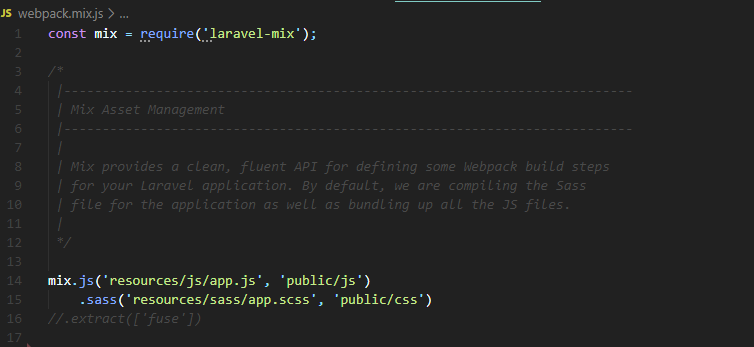 JS webpack.mix.js > ...
1 const mix = require('laravel-mix');
2
3 /*
4 |--------------------------------------------------------------------------
5 | Mix Asset Management
6 |--------------------------------------------------------------------------
7 |
8 | Mix provides a clean, fluent API for defining some Webpack build steps
9 | for your Laravel application. By default, we are compiling the Sass
10 | file for the application as well as bundling up all the JS files.
11 |
12 */
13
14 mix.js('resources/js/app.js', 'public/js')
15 .sass('resources/sass/app.scss', 'public/css')
16 //.extract(['fuse'])
17